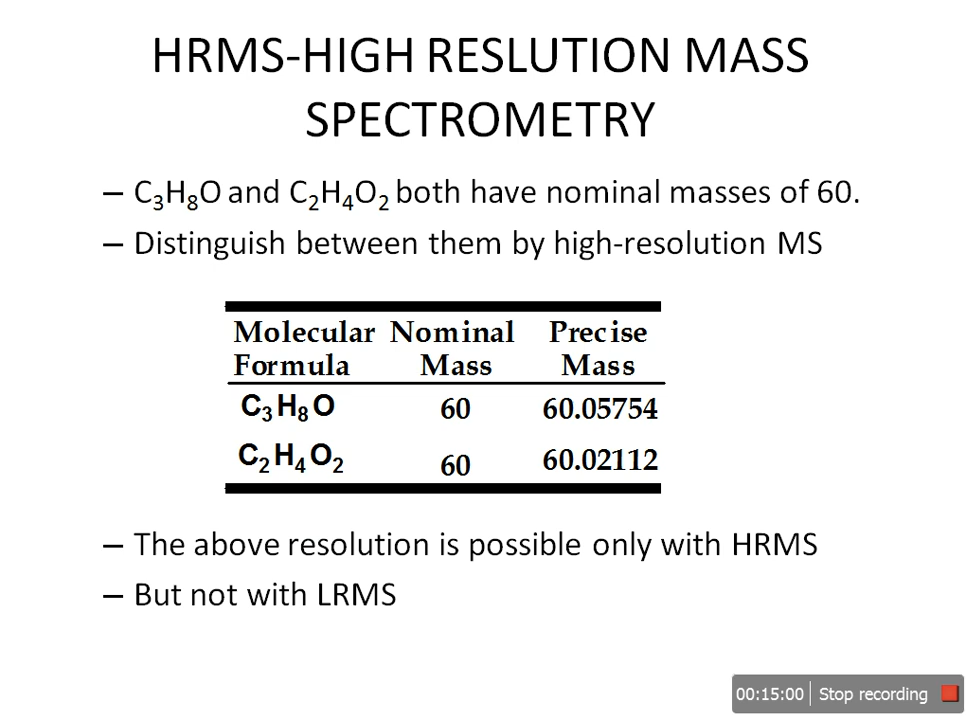 HRMS-HIGH RESLUTION MASS
SPECTROMETRY
– C₃H₈O and C₂H₄O₂ both have nominal masses of 60.
– Distinguish between them by high-resolution MS
Molecular Nominal Precise
Formula Mass Mass
C₃H₈O 60 60.05754
C₂H₄O₂ 60 60.02112
– The above resolution is possible only with HRMS
– But not with LRMS
00:15:00 Stop recording